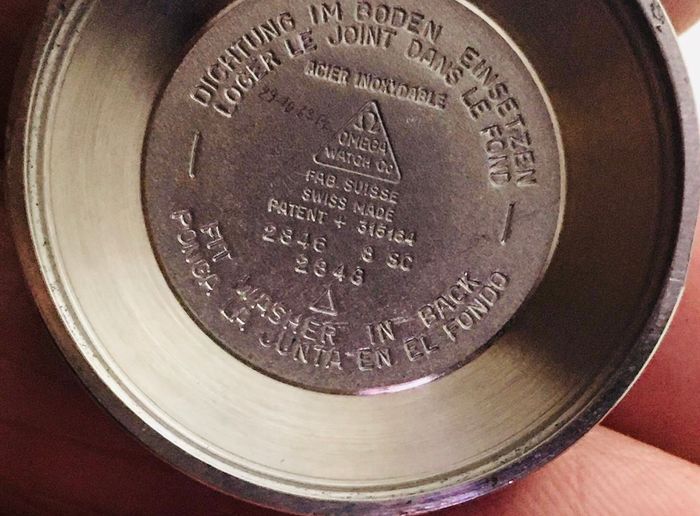 DICHTUNG IM BODEN EINSETZEN
LOGER LE JOINT DANS LE FOND
ACIER INOXYDABLE
Ω
OMEGA
WATCH Co
FAB. SUISSE
SWISS MADE
PATENT + 315164
2846 8 SC
2848
FIT WASHER IN BACK
PONGA LA JUNTA EN EL FONDO